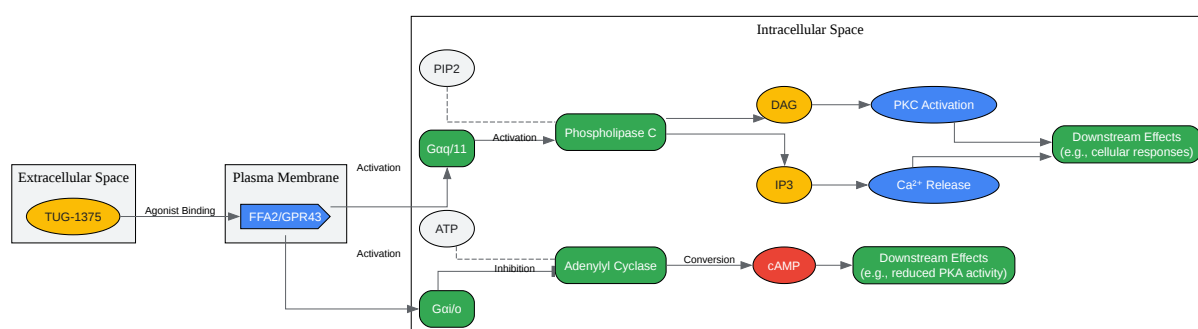 Intracellular Space
PIP2
DAG
PKC Activation
Phospholipase C
Activation
Gαq/11
Downstream Effects
(e.g., cellular responses)
Activation
Extracellular Space
Plasma Membrane
IP3
Ca²⁺ Release
TUG-1375
Agonist Binding
FFA2/GPR43
ATP
Activation
Adenylyl Cyclase
Conversion
cAMP
Downstream Effects
(e.g., reduced PKA activity)
Inhibition
Gαi/o